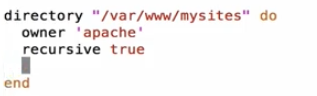 directory "/var/www/mysites" do
  owner 'apache'
  recursive true
end